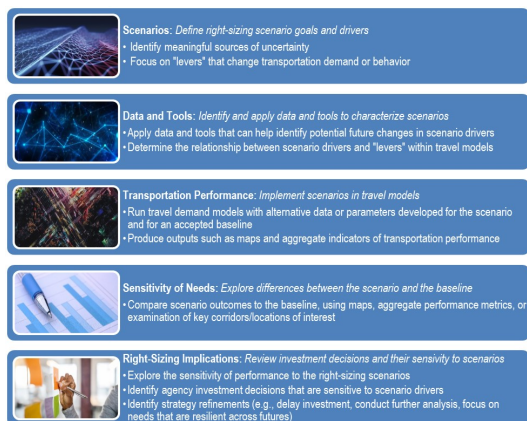 Scenarios: Define right-sizing scenario goals and drivers
• Identify meaningful sources of uncertainty
• Focus on "levers" that change transportation demand or behavior
Data and Tools: Identify and apply data and tools to characterize scenarios
• Apply data and tools that can help identify potential future changes in scenario drivers
• Determine the relationship between scenario drivers and "levers" within travel models
Transportation Performance: Implement scenarios in travel models
• Run travel demand models with alternative data or parameters developed for the scenario
and for an accepted baseline
• Produce outputs such as maps and aggregate indicators of transportation performance
Sensitivity of Needs: Explore differences between the scenario and the baseline
• Compare scenario outcomes to the baseline, using maps, aggregate performance metrics, or
examination of key corridors/locations of interest
Right-Sizing Implications: Review investment decisions and their sensivity to scenarios
• Explore the sensitivity of performance to the right-sizing scenarios
• Identify agency investment decisions that are sensitive to scenario drivers
• Identify strategy refinements (e.g., delay investment, conduct further analysis, focus on
needs that are resilient across futures)